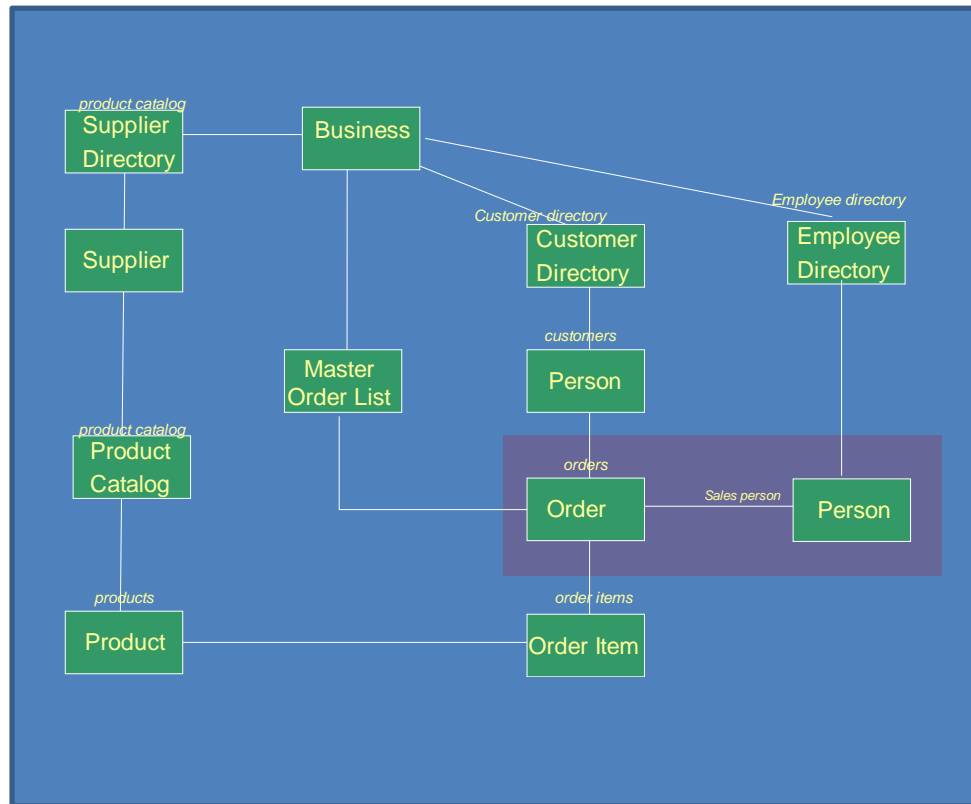 product catalog
Supplier
Directory
Business
Employee directory
Customer directory
Customer
Directory
Employee
Directory
Supplier
customers
Master
Order List
Person
product catalog
Product
Catalog
orders
Order
Sales person
Person
products
order items
Product
Order Item